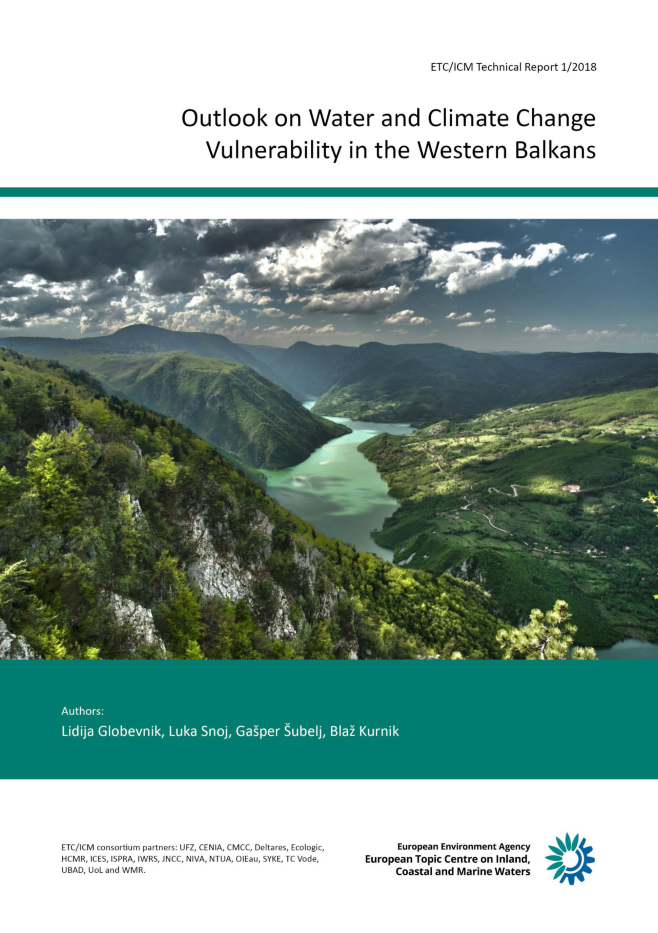 ETC/ICM Technical Report 1/2018
Outlook on Water and Climate Change
Vulnerability in the Western Balkans
Authors:
Lidija Globevnik, Luka Snoj, Gašper Šubelj, Blaž Kurnik
ETC/ICM consortium partners: UFZ, CENIA, CMCC, Deltares, Ecologic,
HCMR, ICES, ISPRA, IWRS, JNCC, NIVA, NTUA, OIEau, SYKE, TC Vode,
UBAD, UoL and WMR.
European Environment Agency
European Topic Centre on Inland,
Coastal and Marine Waters